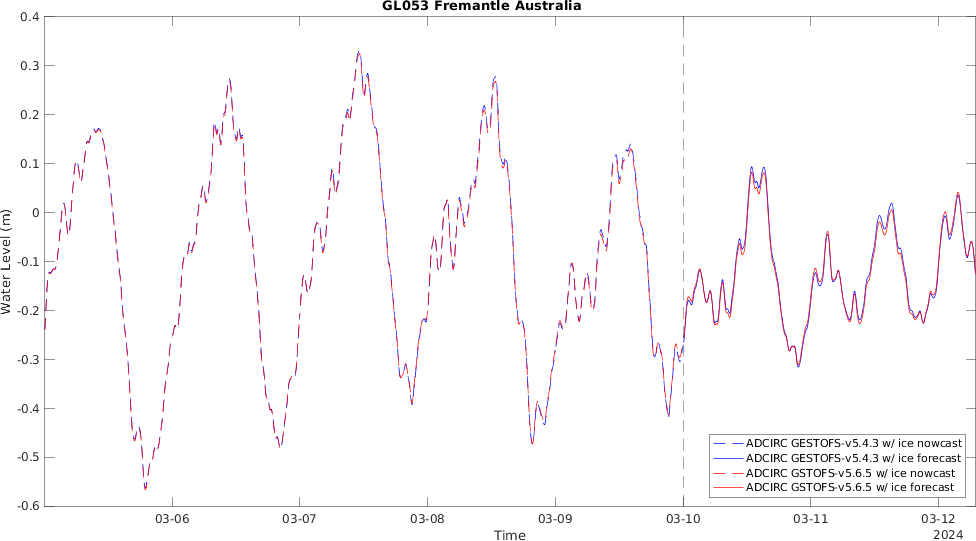 GL053 Fremantle Australia
0.4
0.3
0.2
0.1
0
-0.1
-0.2
-0.3
-0.4
-0.5
-0.6
Water Level (m)
03-06 03-07 03-08 03-09 03-10 03-11 03-12
Time
2024
ADCIRC GESTOFS-v5.4.3 w/ ice nowcast
ADCIRC GESTOFS-v5.4.3 w/ ice forecast
ADCIRC GSTOFS-v5.6.5 w/ ice nowcast
ADCIRC GSTOFS-v5.6.5 w/ ice forecast